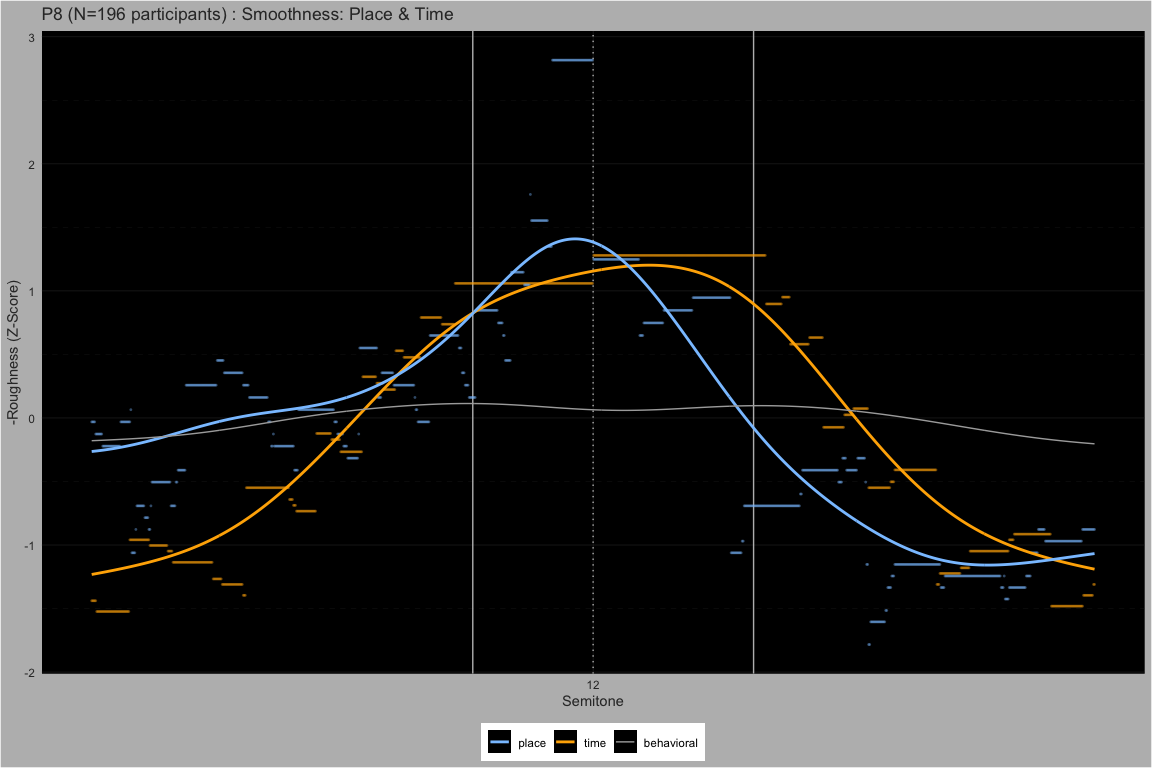 P8 (N=196 participants) : Smoothness: Place & Time
3
2
1
0
-1
-2
-Roughness (Z-Score)
12
Semitone
place time behavioral